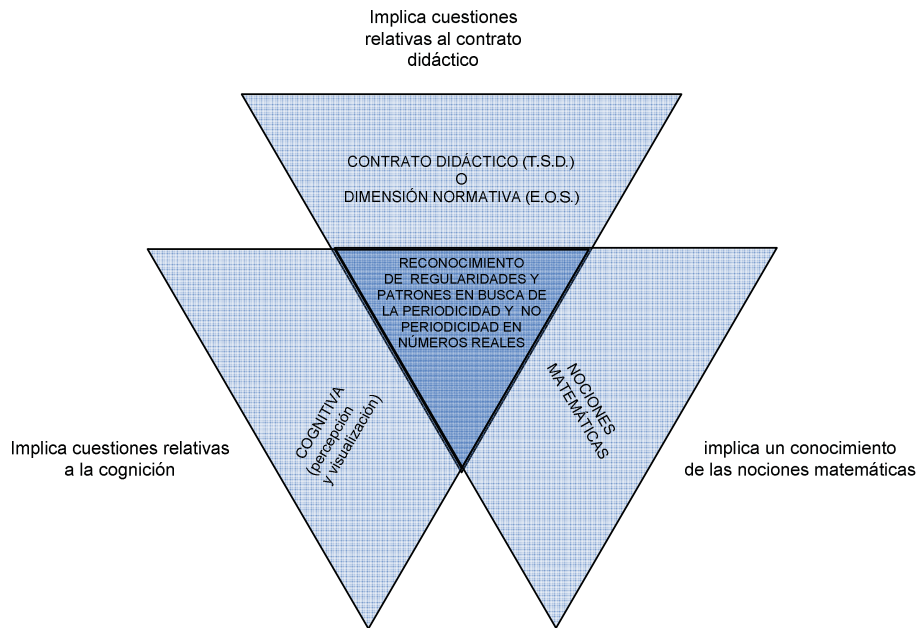 Implica cuestiones
relativas al contrato
didáctico
CONTRATO DIDÁCTICO (T.S.D.)
O
DIMENSIÓN NORMATIVA (E.O.S.)
RECONOCIMIENTO
DE REGULARIDADES Y
PATRONES EN BUSCA DE
LA PERIODICIDAD Y NO
PERIODICIDAD EN
NÚMEROS REALES
COGNITIVA
(percepción
y visualización)
NOCIONES
MATEMÁTICAS
Implica cuestiones relativas
a la cognición
implica un conocimiento
de las nociones matemáticas